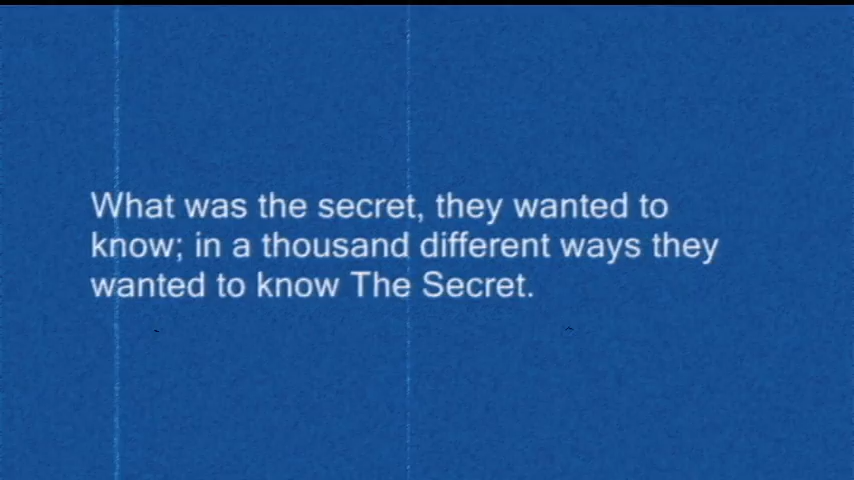 What was the secret, they wanted to
know; in a thousand different ways they
wanted to know The Secret.